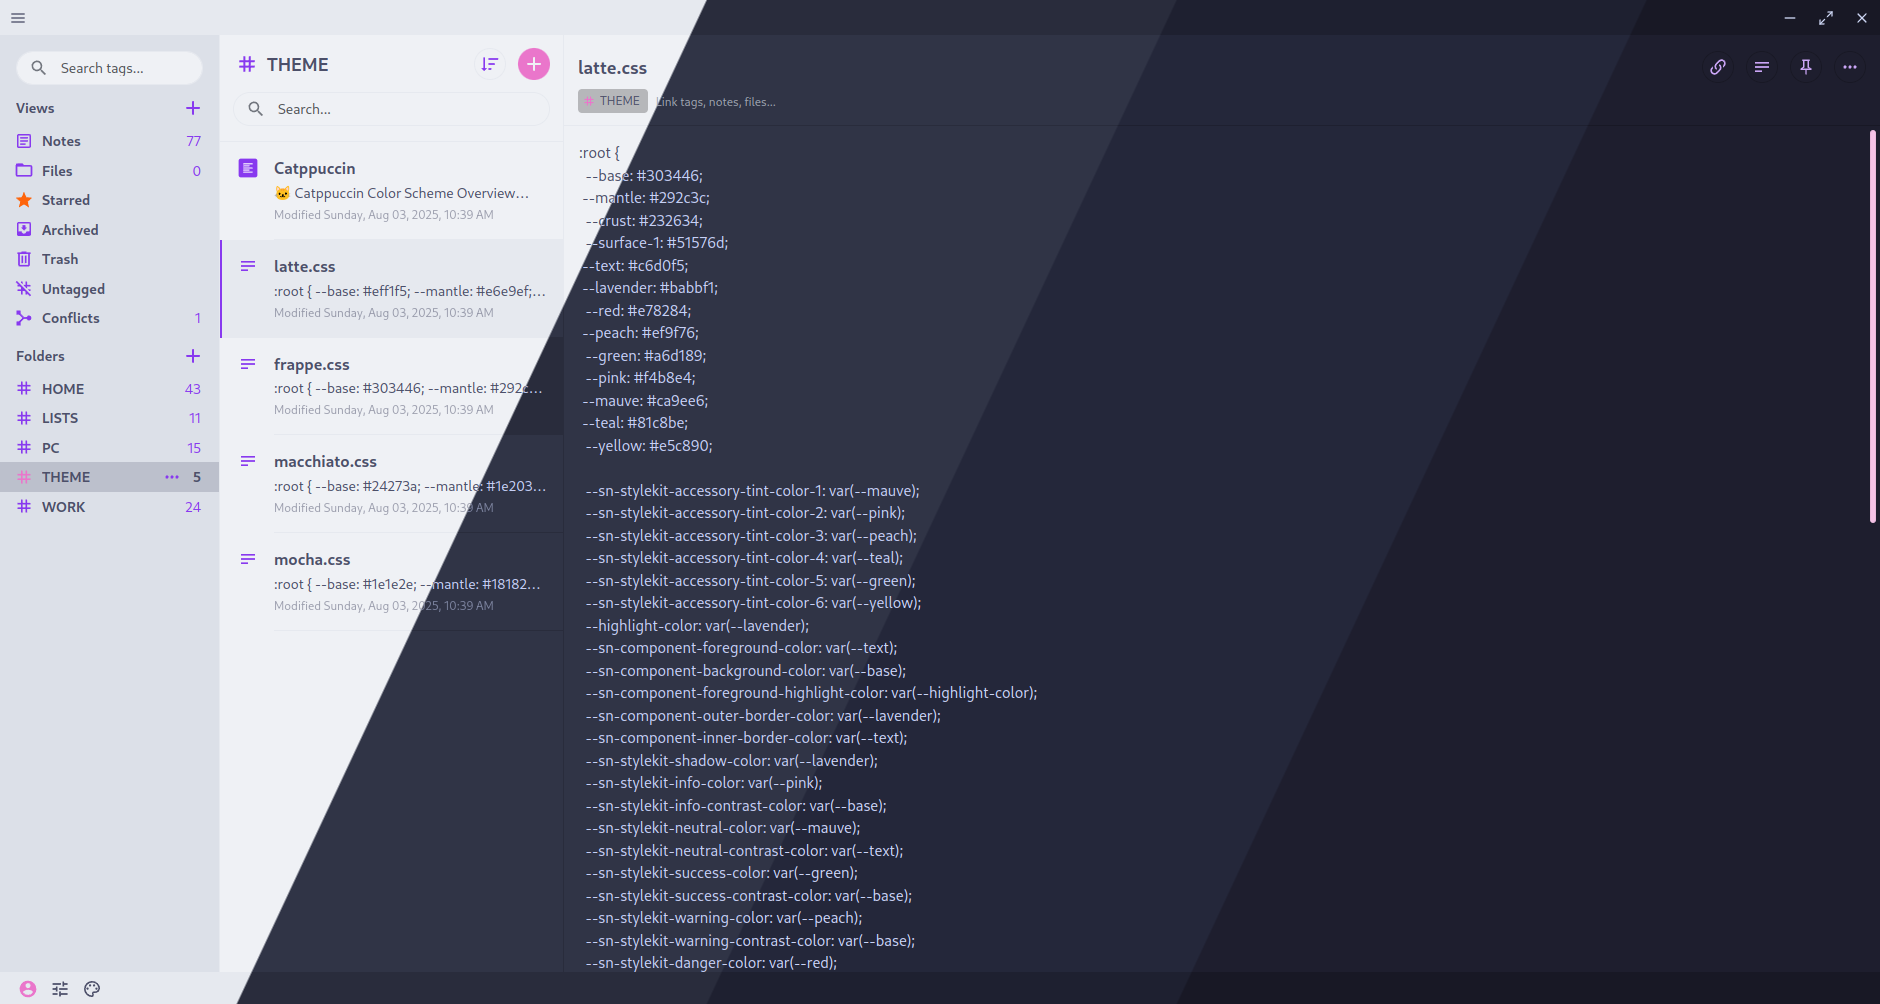 Search tags...
Views
Notes 77
Files 0
Starred
Archived
Trash
Untagged
Conflicts 1
Folders
HOME 43
LISTS 11
PC 15
THEME ••• 5
WORK 24
THEME
Search...
Catppuccin
🐱 Catppuccin Color Scheme Overview...
Modified Sunday, Aug 03, 2025, 10:39 AM
latte.css
:root { --base: #eff1f5; --mantle: #e6e9ef;...
Modified Sunday, Aug 03, 2025, 10:39 AM
frappe.css
:root { --base: #303446; --mantle: #292c...
Modified Sunday, Aug 03, 2025, 10:39 AM
macchiato.css
:root { --base: #24273a; --mantle: #1e203...
Modified Sunday, Aug 03, 2025, 10:39 AM
mocha.css
:root { --base: #1e1e2e; --mantle: #18182...
Modified Sunday, Aug 03, 2025, 10:39 AM
latte.css
# THEME Link tags, notes, files...
:root {
--base: #303446;
--mantle: #292c3c;
--crust: #232634;
--surface-1: #51576d;
--text: #c6d0f5;
--lavender: #babbf1;
--red: #e78284;
--peach: #ef9f76;
--green: #a6d189;
--pink: #f4b8e4;
--mauve: #ca9ee6;
--teal: #81c8be;
--yellow: #e5c890;
--sn-stylekit-accessory-tint-color-1: var(--mauve);
--sn-stylekit-accessory-tint-color-2: var(--pink);
--sn-stylekit-accessory-tint-color-3: var(--peach);
--sn-stylekit-accessory-tint-color-4: var(--teal);
--sn-stylekit-accessory-tint-color-5: var(--green);
--sn-stylekit-accessory-tint-color-6: var(--yellow);
--highlight-color: var(--lavender);
--sn-component-foreground-color: var(--text);
--sn-component-background-color: var(--base);
--sn-component-foreground-highlight-color: var(--highlight-color);
--sn-component-outer-border-color: var(--lavender);
--sn-component-inner-border-color: var(--text);
--sn-stylekit-shadow-color: var(--lavender);
--sn-stylekit-info-color: var(--pink);
--sn-stylekit-info-contrast-color: var(--base);
--sn-stylekit-neutral-color: var(--mauve);
--sn-stylekit-neutral-contrast-color: var(--text);
--sn-stylekit-success-color: var(--green);
--sn-stylekit-success-contrast-color: var(--base);
--sn-stylekit-warning-color: var(--peach);
--sn-stylekit-warning-contrast-color: var(--base);
--sn-stylekit-danger-color: var(--red);